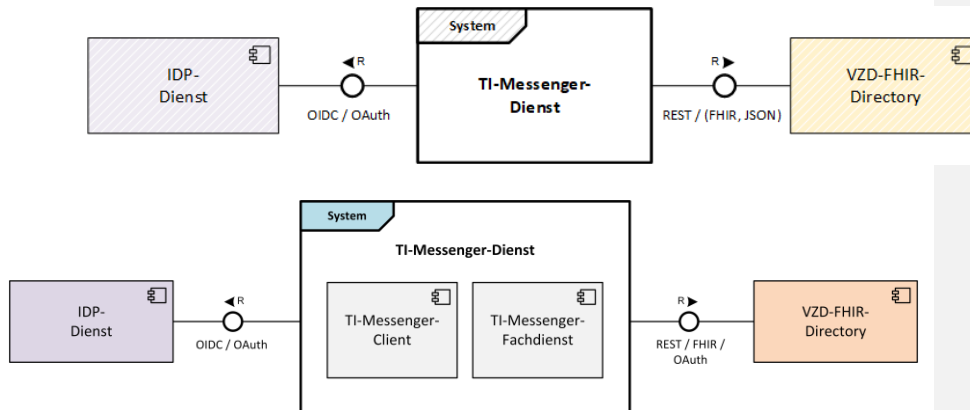 System
IDP-
Dienst
R
OIDC / OAuth
TI-Messenger-
Dienst
R
REST / (FHIR, JSON)
VZD-FHIR-
Directory
System
TI-Messenger-Dienst
IDP-
Dienst
R
OIDC / OAuth
TI-Messenger-
Client
TI-Messenger-
Fachdienst
R
REST / FHIR /
OAuth
VZD-FHIR-
Directory